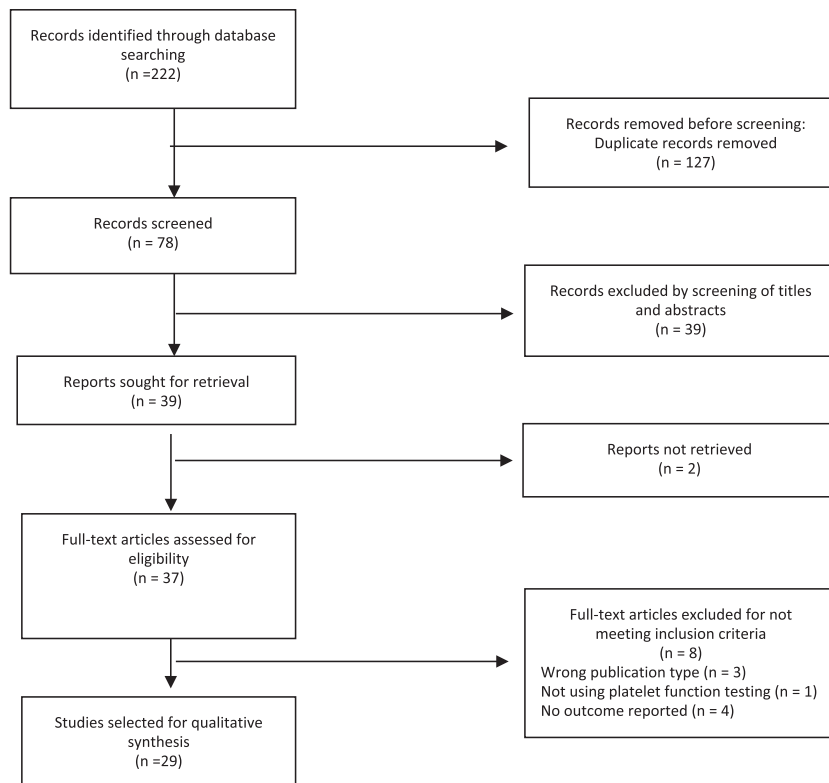 Records identified through database
searching
(n =222)
Records removed before screening:
Duplicate records removed
(n = 127)
Records screened
(n = 78)
Records excluded by screening of titles
and abstracts
(n = 39)
Reports sought for retrieval
(n = 39)
Reports not retrieved
(n = 2)
Full-text articles assessed for
eligibility
(n = 37)
Full-text articles excluded for not
meeting inclusion criteria
(n = 8)
Wrong publication type (n = 3)
Not using platelet function testing (n = 1)
No outcome reported (n = 4)
Studies selected for qualitative
synthesis
(n =29)